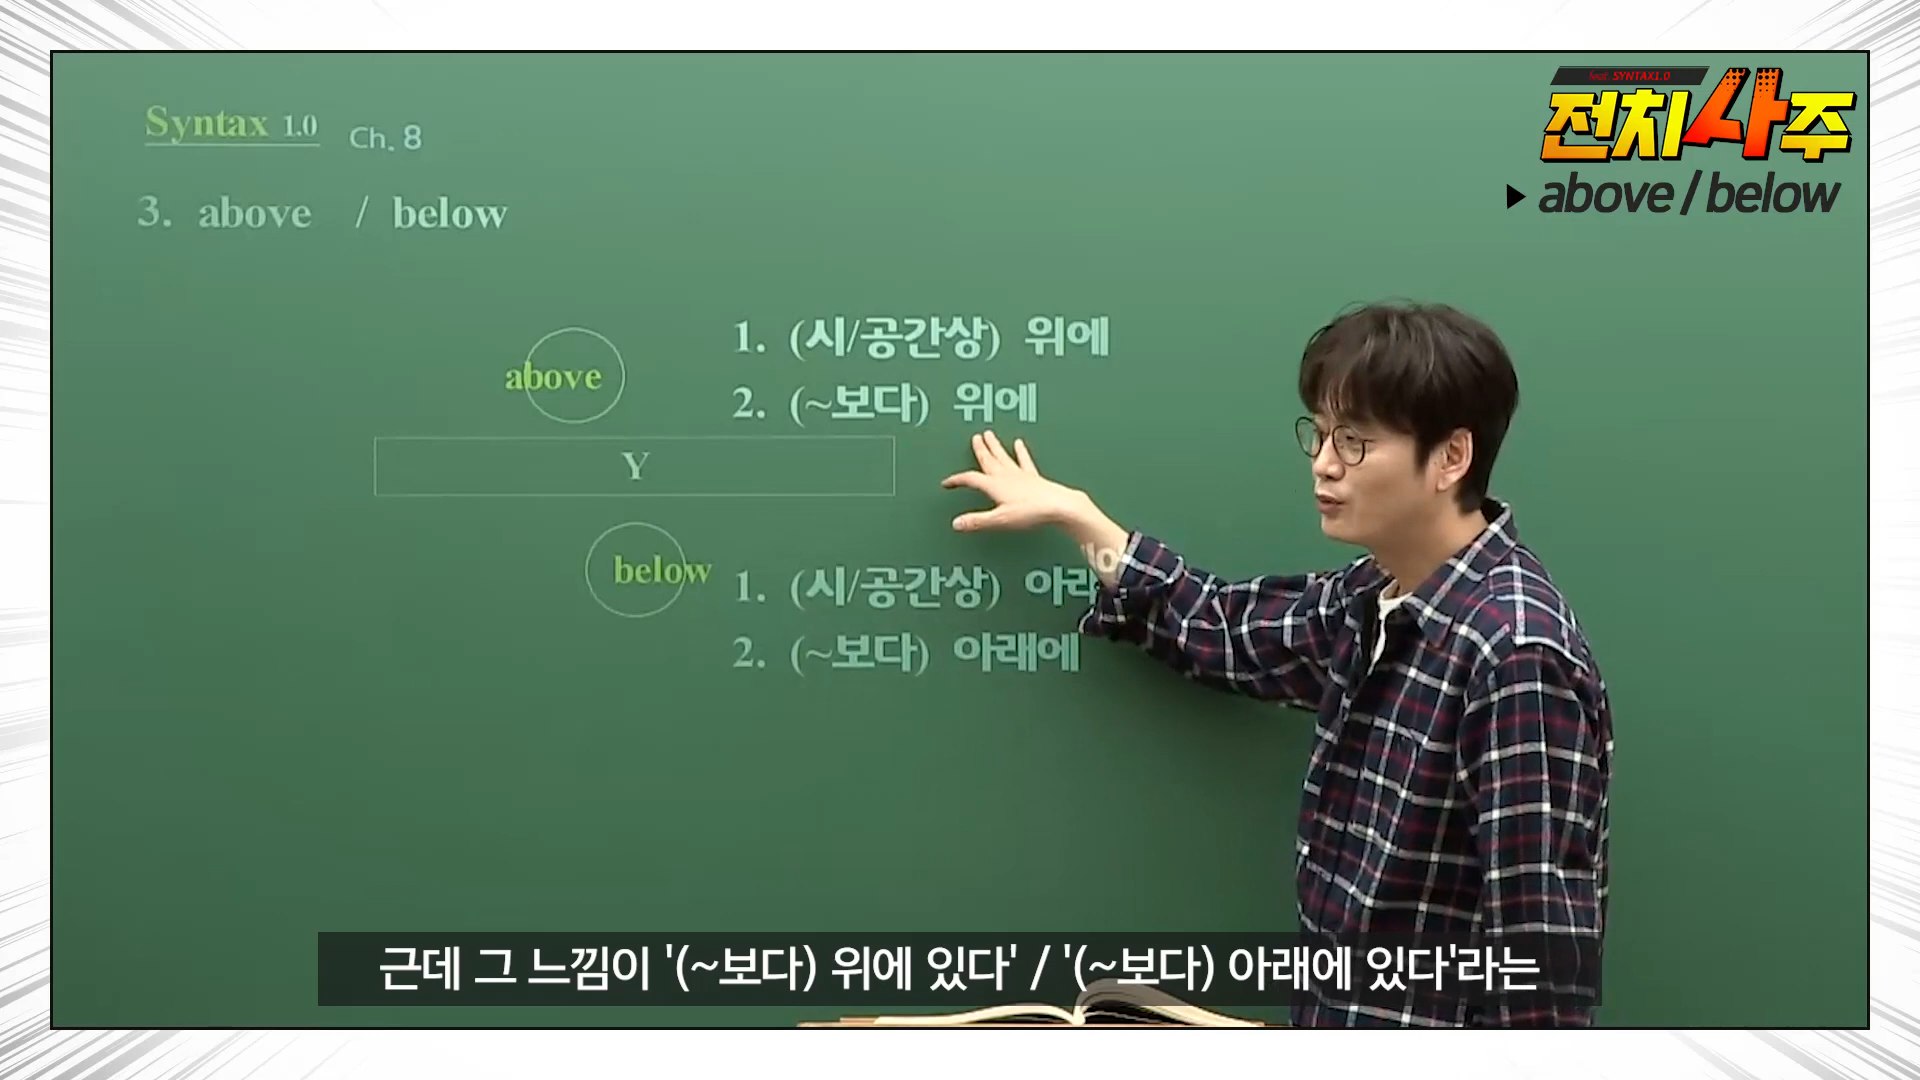 feat. SYNTAX1.0
전치사주
▶ above / below
Syntax 1.0 Ch. 8
3. above / below
1. (시/공간상) 위에
above
2. (~보다) 위에
Y
below
1. (시/공간상) 아래
2. (~보다) 아래에
근데 그 느낌이 '(~보다) 위에 있다' / '(~보다) 아래에 있다'라는